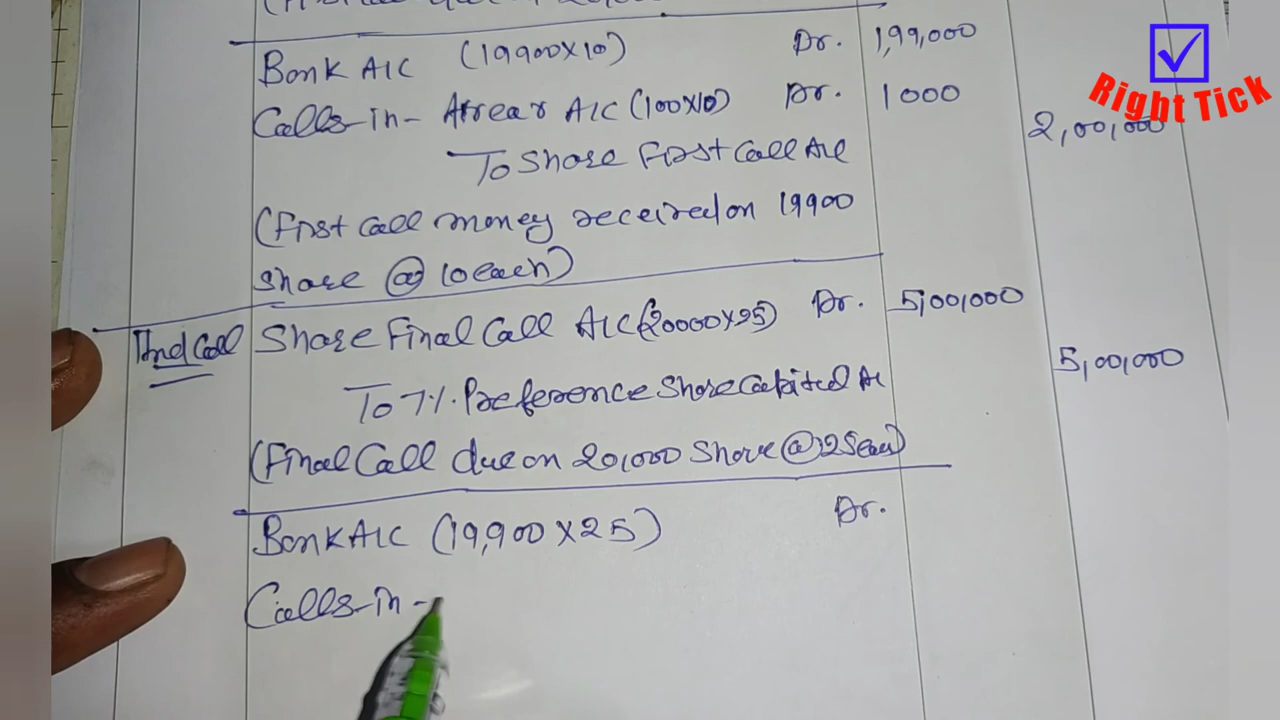 Bank A/C (19900X10) Dr. 1,99,000
Calls-in-Arrear A/C (100X10) Dr. 1000
2,00,000
To Share First Call A/c
(First Call money received on 19900
Share @ 10 each)
IInd Call Share Final Call A/C (20000X25) Dr. 5,00,000
5,00,000
To 7%. Preference Share Capital A/c
(Final Call due on 20,000 Share @ 25 each)
Bank A/C (19,900 X 25) Dr.
Calls-in-
Right Tick